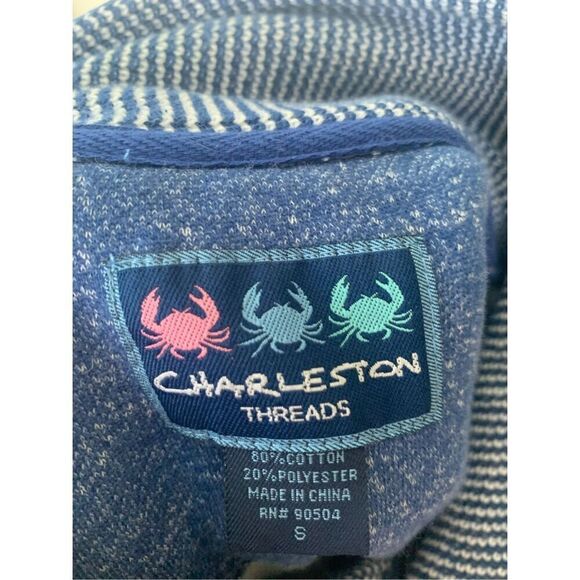 CHARLESTON
THREADS
80%COTTON
20%POLYESTER
MADE IN CHINA
RN# 90504
S